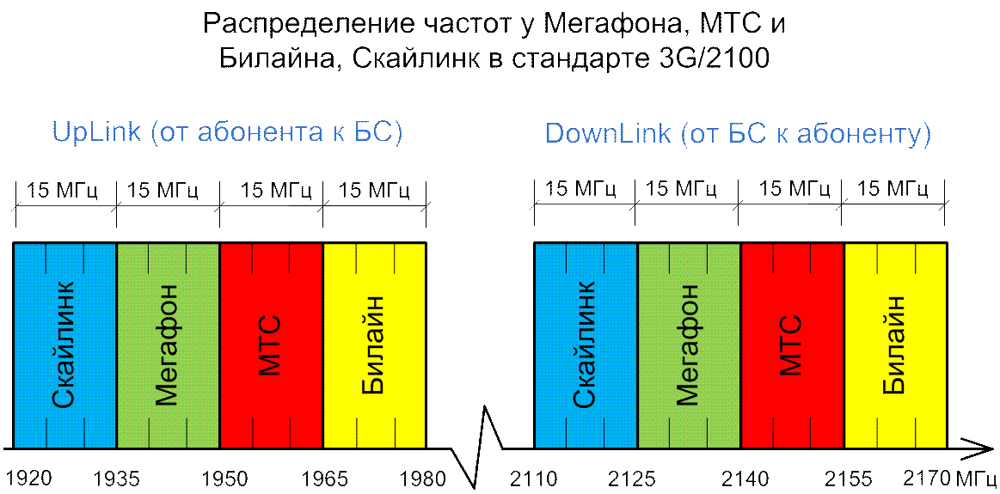 Распределение частот у Мегафона, МТС и
Билайна, Скайлинк в стандарте 3G/2100
UpLink (от абонента к БС)
DownLink (от БС к абоненту)
15 МГц 15 МГц 15 МГц 15 МГц
15 МГц 15 МГц 15 МГц 15 МГц
Скайлинк
Мегафон
МТС
Билайн
Скайлинк
Мегафон
МТС
Билайн
1920 1935 1950 1965 1980
2110 2125 2140 2155 2170 МГц